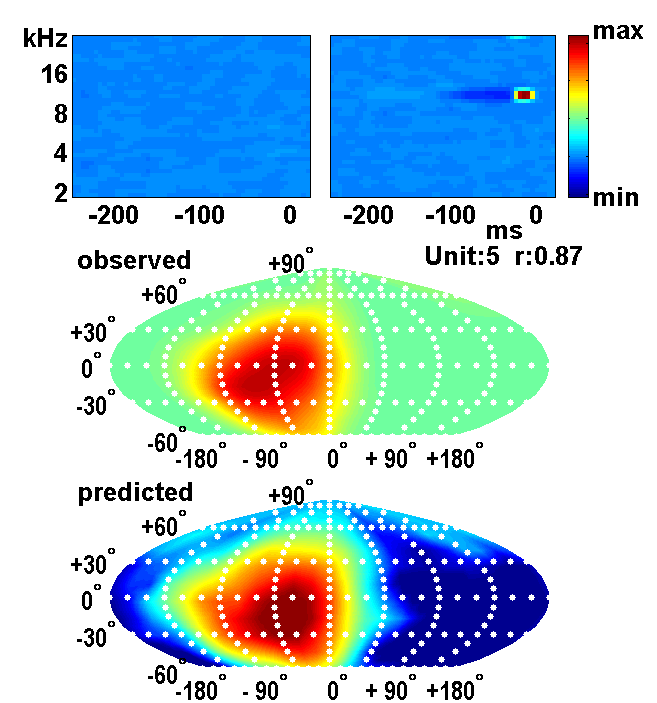 kHz
16
8
4
2
-200 -100 0
-200 -100 0
ms
max
min
Unit:5 r:0.87
observed
+90°
+60°
+30°
0°
-30°
-60°
-180° - 90° 0° + 90° +180°
predicted
+90°
+60°
+30°
0°
-30°
-60°
-180° - 90° 0° + 90° +180°